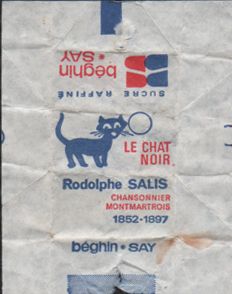 SUCRE RAFFINÉ
béghin
SAY
LE CHAT
NOIR
Rodolphe SALIS
CHANSONNIER
MONTMARTROIS
1852-1897
béghin • SAY